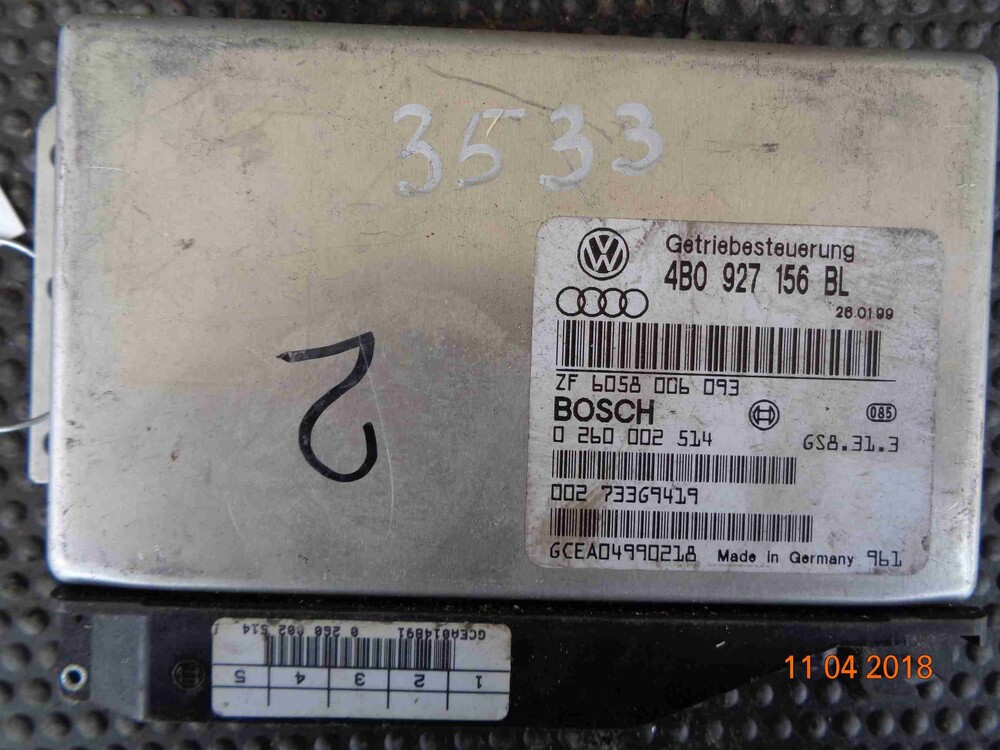 3533
Getriebesteuerung
4B0 927 156 BL
26.01.99
ZF 6058 006 093
BOSCH
085
0 260 002 514 GS8.31.3
002 73369419
GCEA04990218 Made in Germany 961
2
GCEA014891 0 260 002 514
1 2 3 4 5
11 04 2018